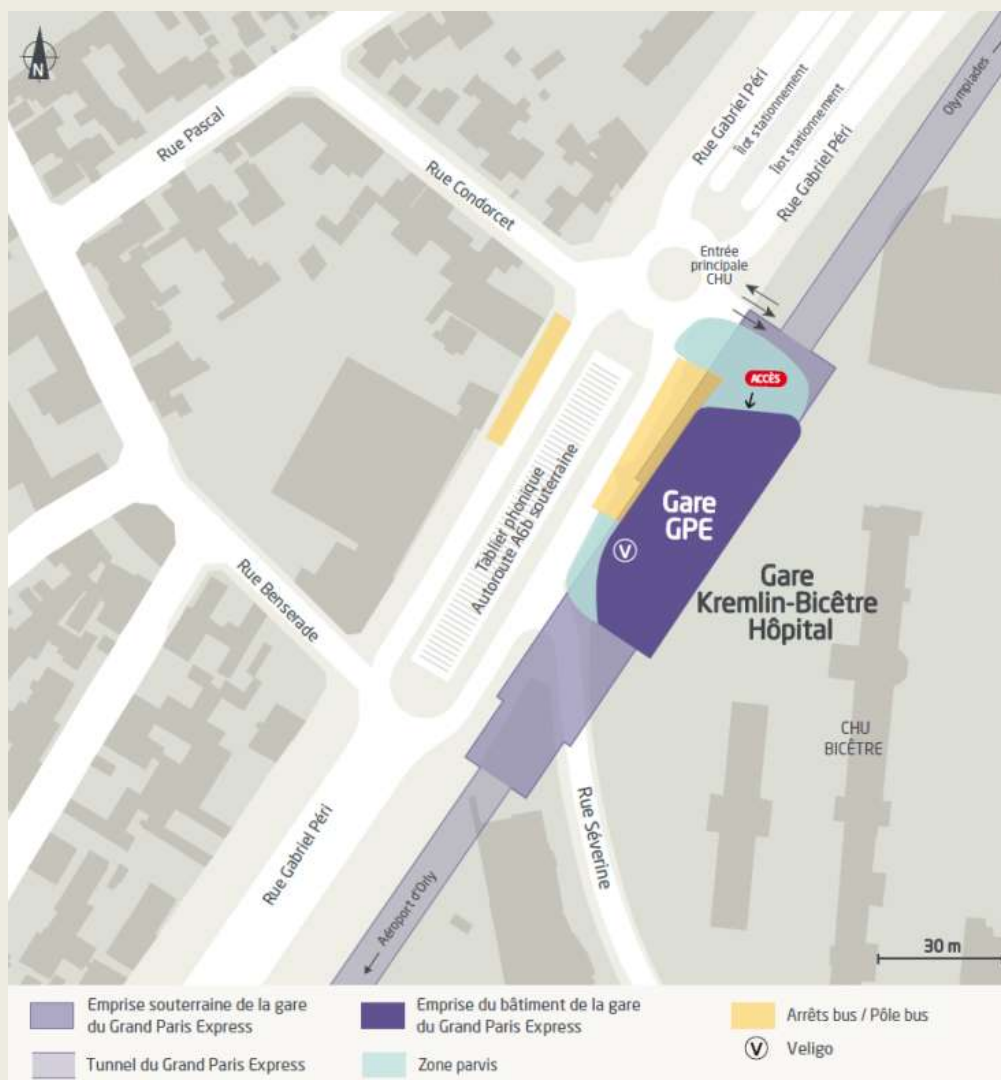 N
Rue Pascal
Rue Condorcet
Rue Gabriel Péri
Îlot stationnement
Îlot stationnement
Rue Gabriel Péri
Olympiades
Entrée
principale
CHU
ACCÈS
Tablier phonique
Autoroute A6b souterraine
Gare
GPE
V
Gare
Kremlin-Bicêtre
Hôpital
Rue Benserade
CHU
BICÊTRE
Rue Gabriel Péri
Rue Séverine
Aéroport d'Orly
30 m
Emprise souterraine de la gare
du Grand Paris Express
Emprise du bâtiment de la gare
du Grand Paris Express
Arrêts bus / Pôle bus
Tunnel du Grand Paris Express
Zone parvis
V Veligo